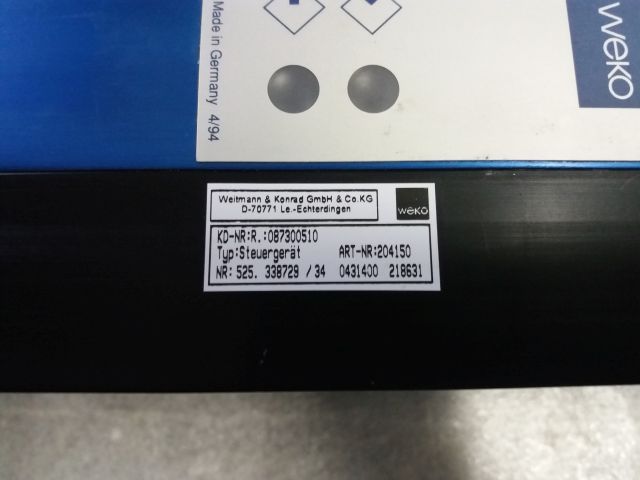 Made in Germany 4/94
weko
Weitmann & Konrad GmbH & Co.KG
D-70771 Le.-Echterdingen
weko
KD-NR:R.:087300510
Typ:Steuergerät ART-NR:204150
NR: 525. 338729 /34 0431400 218631